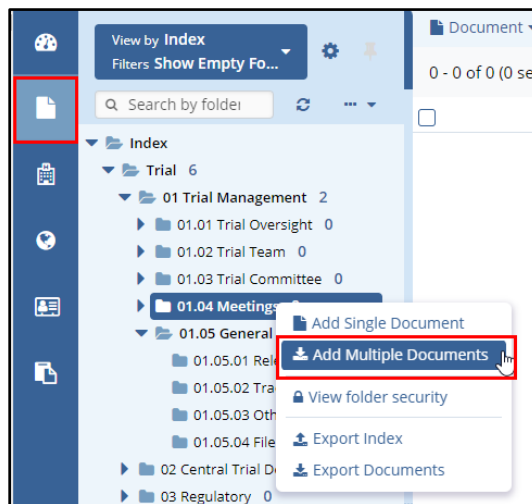 View by Index
Filters Show Empty Fo...
Document
0 - 0 of 0 (0 se
Search by folder
Index
Trial 6
01 Trial Management 2
01.01 Trial Oversight 0
01.02 Trial Team 0
01.03 Trial Committee 0
01.04 Meetings
Add Single Document
01.05 General
Add Multiple Documents
01.05.01 Rele
01.05.02 Tra
View folder security
01.05.03 Oth
01.05.04 File
Export Index
02 Central Trial D
Export Documents
03 Regulatory 0